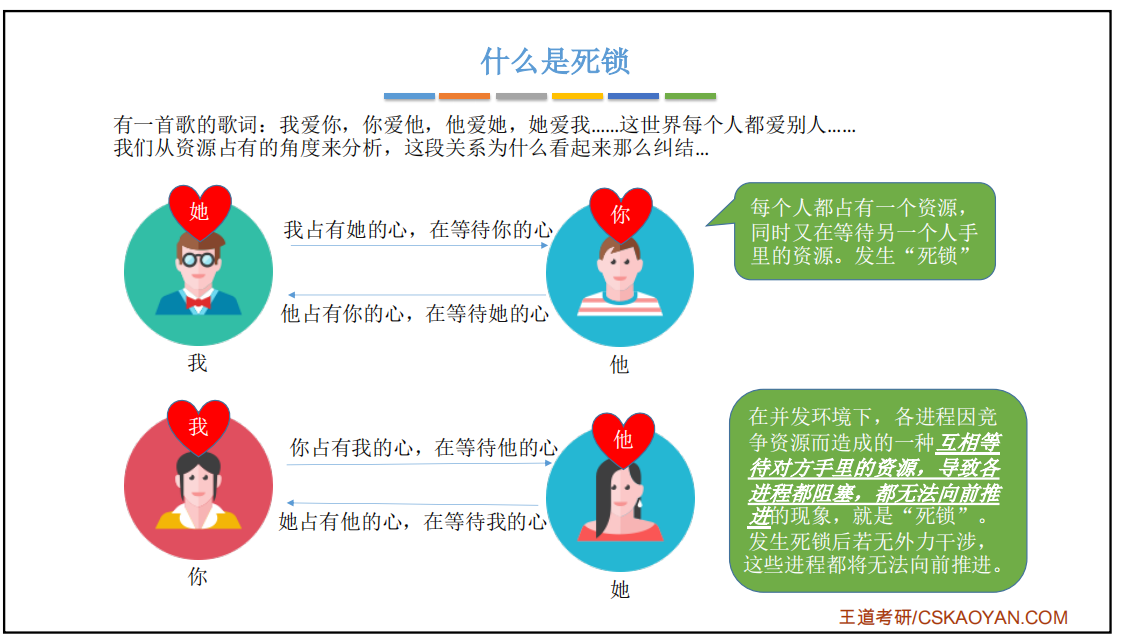 什么是死锁
有一首歌的歌词：我爱你，你爱他，他爱她，她爱我……这世界每个人都爱别人……
我们从资源占有的角度来分析，这段关系为什么看起来那么纠结…
她
我占有她的心，在等待你的心
你
他占有你的心，在等待她的心
我
他
每个人都占有一个资源，
同时又在等待另一个人手
里的资源。发生“死锁”
我
你占有我的心，在等待他的心
他
她占有他的心，在等待我的心
你
她
在并发环境下，各进程因竞
争资源而造成的一种互相等
待对方手里的资源，导致各
进程都阻塞，都无法向前推
进的现象，就是“死锁”。
发生死锁后若无外力干涉，
这些进程都将无法向前推进。
王道考研/CSKAOYAN.COM